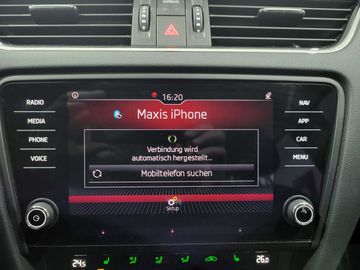 AIRBAG
16:20
RADIO
MEDIA
PHONE
VOICE
Maxis iPhone
Verbindung wird
automatisch hergestellt...
Mobiltelefon suchen
Setup
NAV
APP
CAR
MENU
24.5
26.0